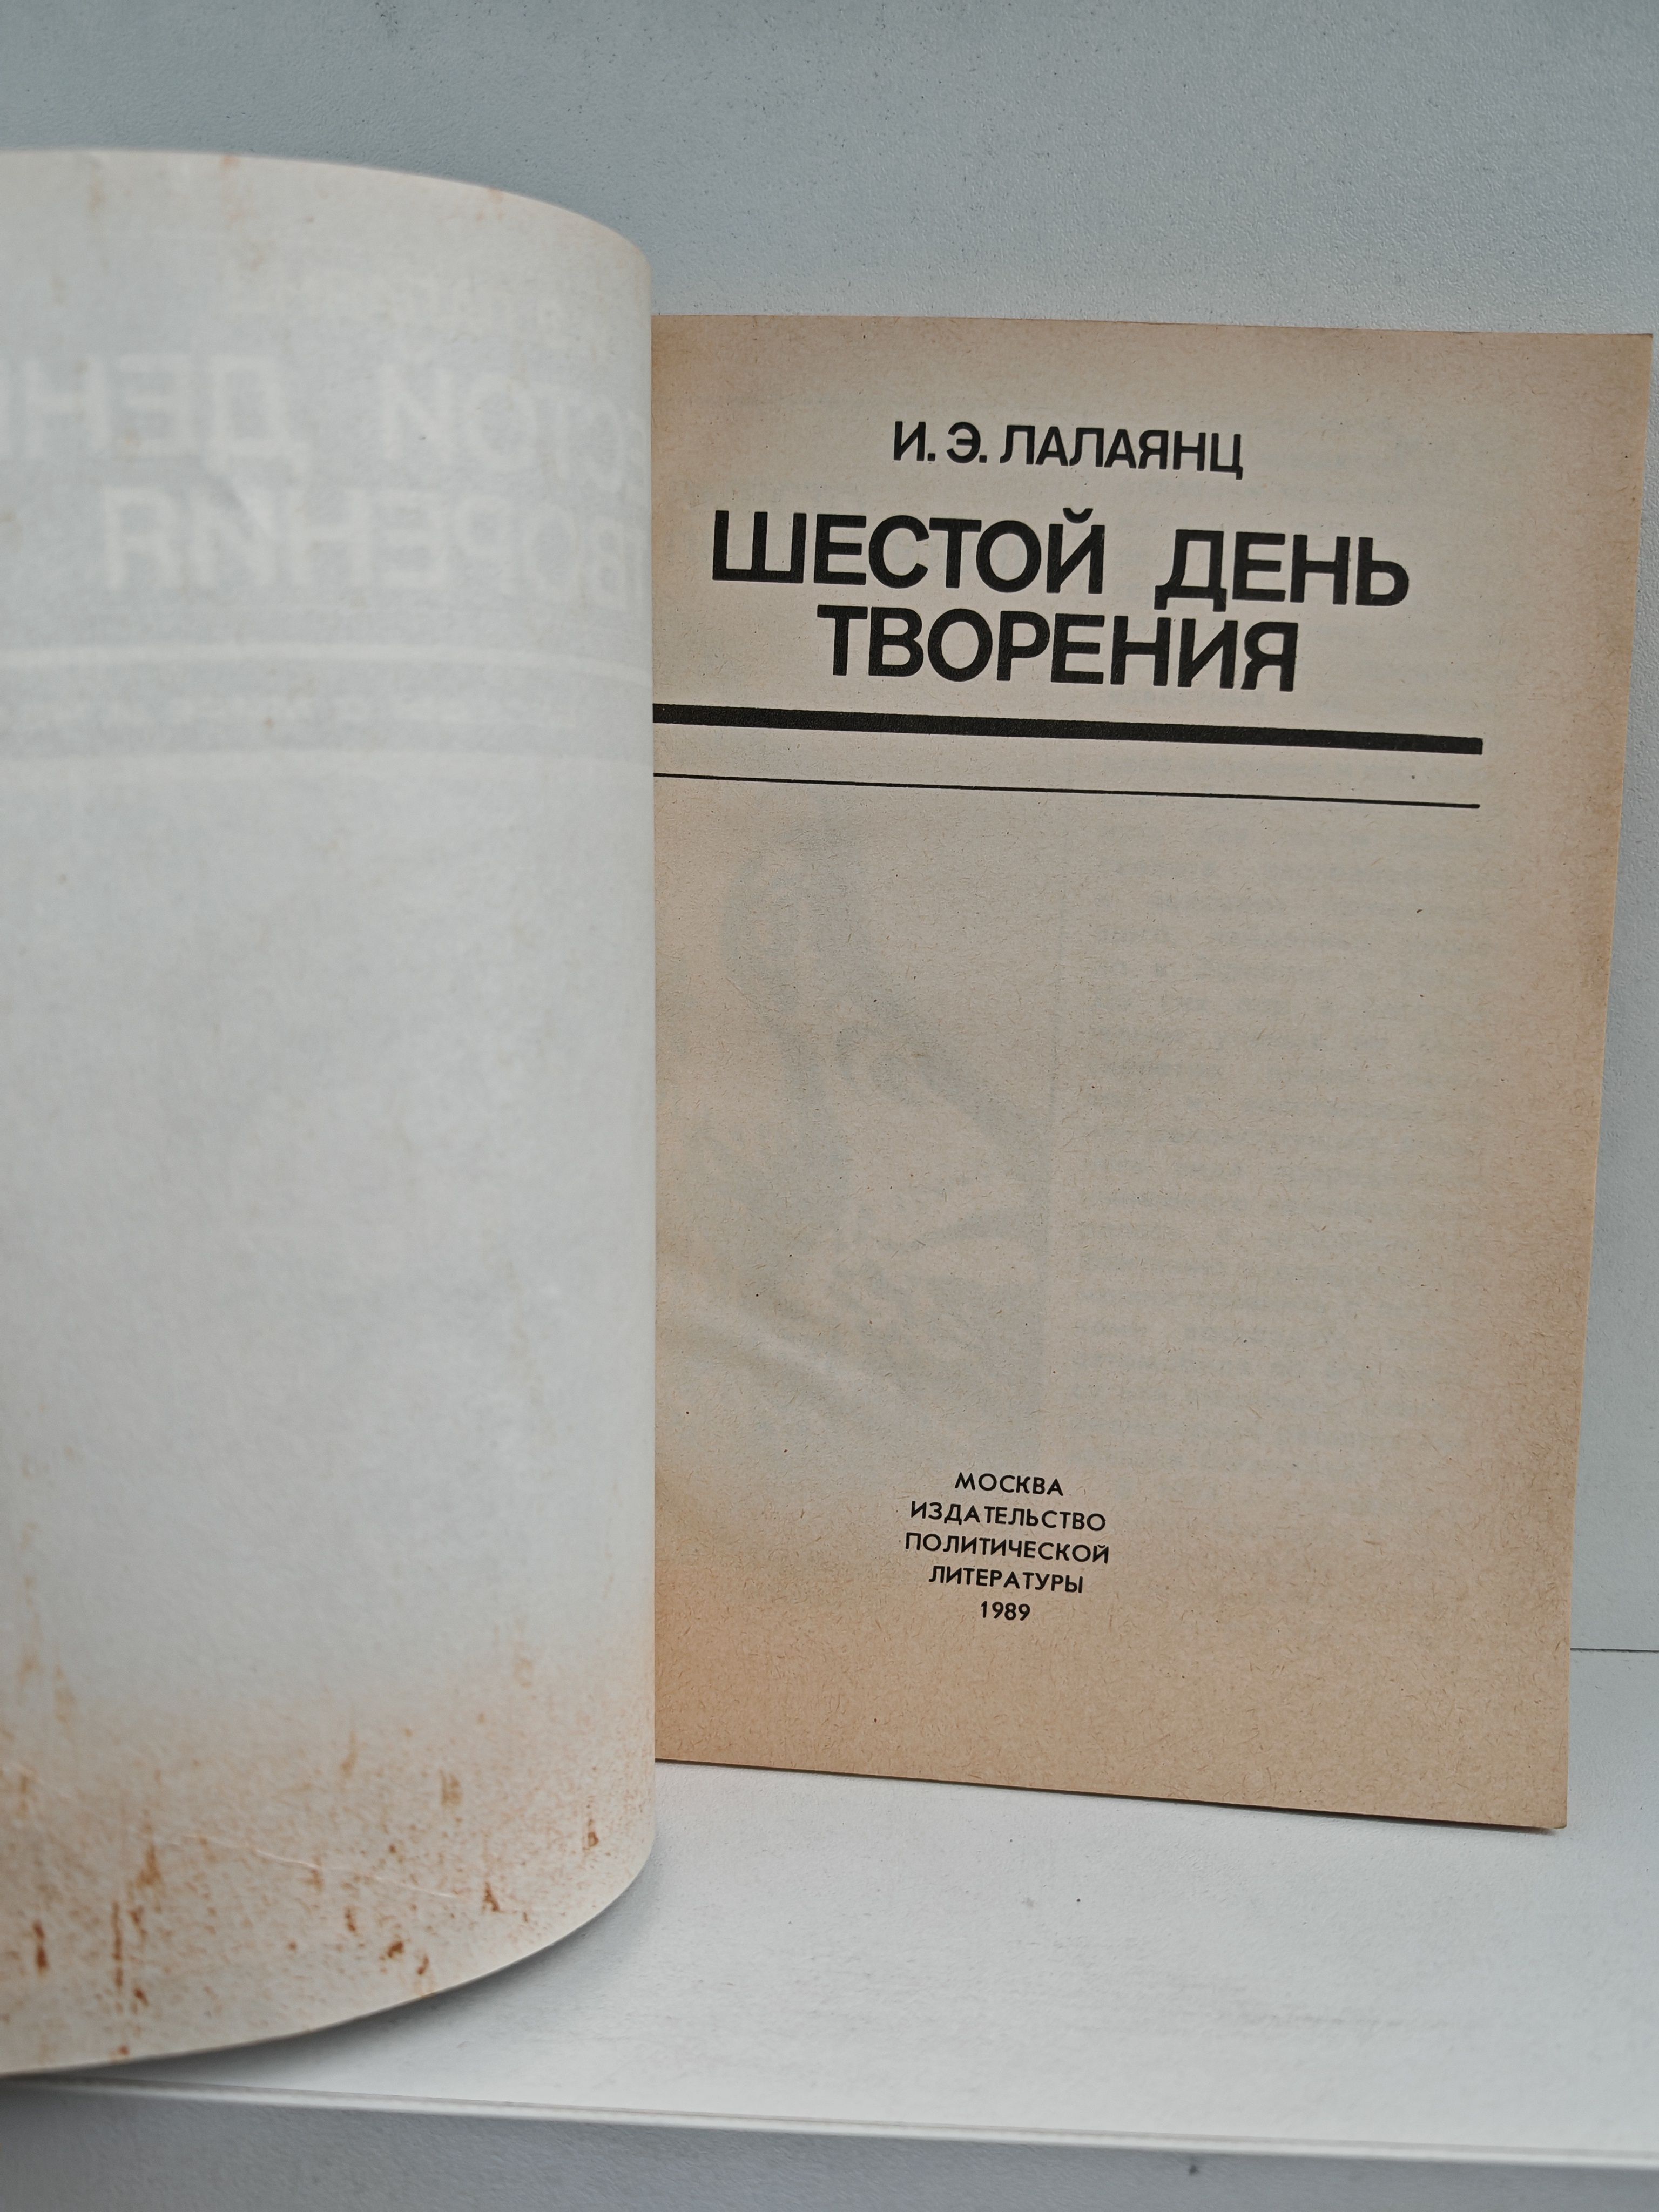 И. Э. ЛАЛАЯНЦ
ШЕСТОЙ ДЕНЬ
ТВОРЕНИЯ
МОСКВА
ИЗДАТЕЛЬСТВО
ПОЛИТИЧЕСКОЙ
ЛИТЕРАТУРЫ
1989